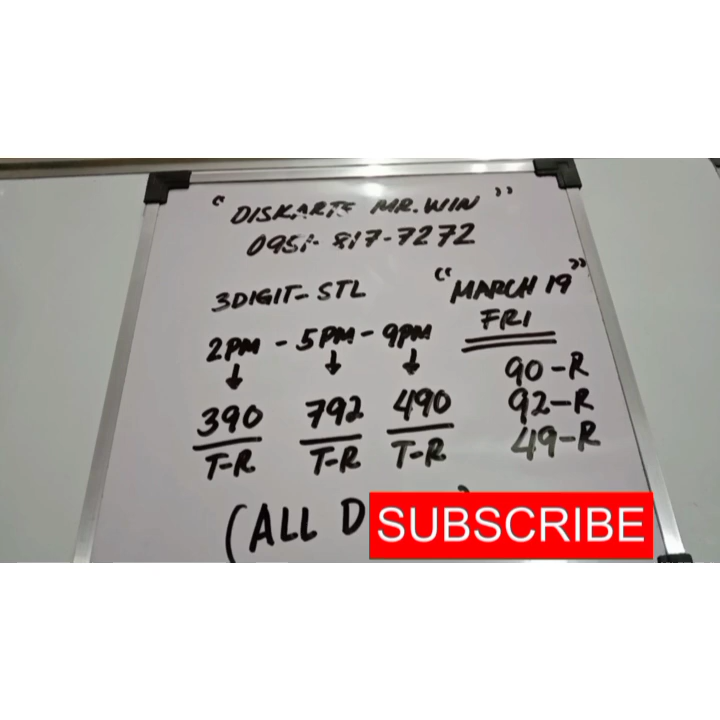 “DISKARTE MR. WIN”
0951-817-7272
3DIGIT-STL
“MARCH 19”
FRI
2PM - 5PM - 9PM
390 792 490
T-R T-R T-R
90-R
92-R
49-R
(ALL D
SUBSCRIBE